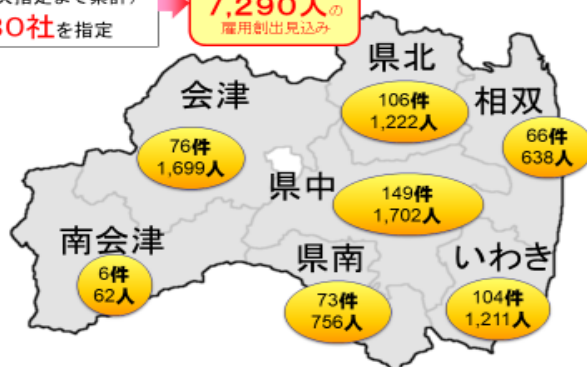 7,290人の
雇用創出見込み
0社を指定
県北
106件
1,222人
会津
76件
1,699人
相双
66件
638人
県中
149件
1,702人
南会津
6件
62人
県南
73件
756人
いわき
104件
1,211人